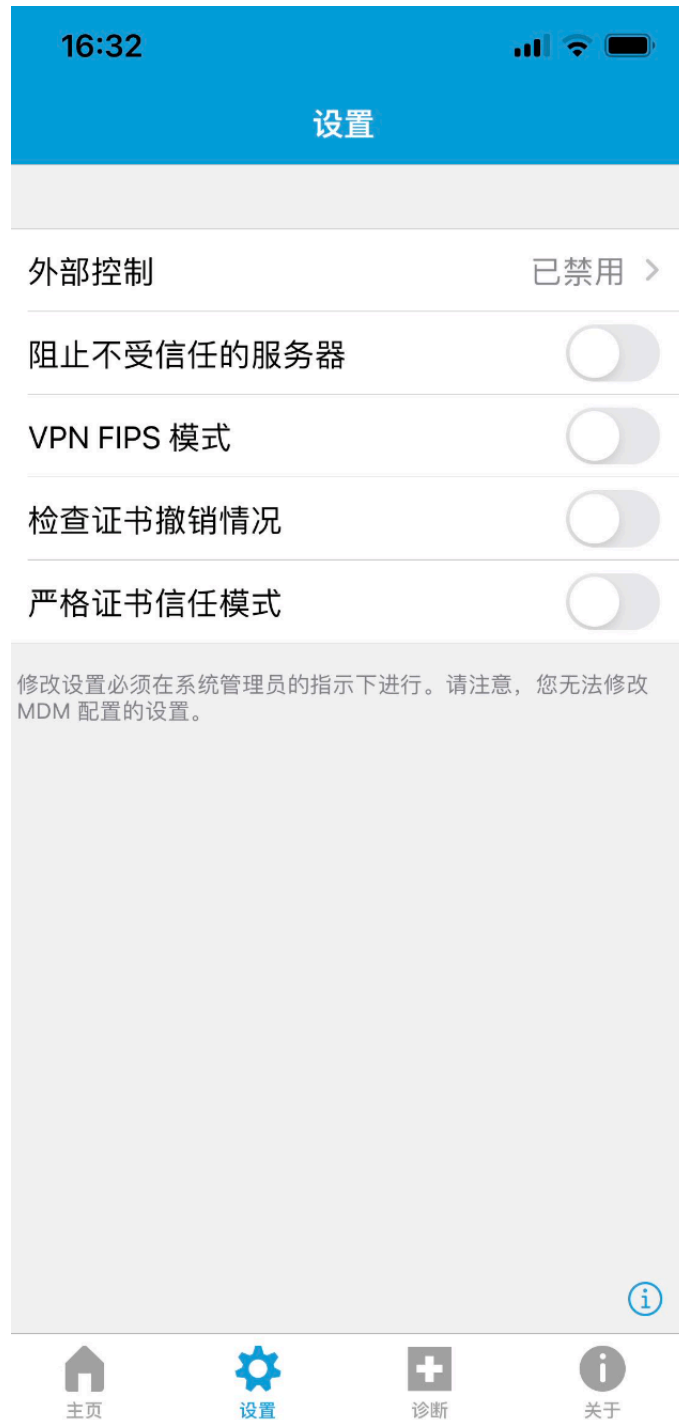 16:32
设置
外部控制 已禁用
阻止不受信任的服务器
VPN FIPS 模式
检查证书撤销情况
严格证书信任模式
修改设置必须在系统管理员的指示下进行。请注意，您无法修改
MDM 配置的设置。
主页 设置 诊断 关于